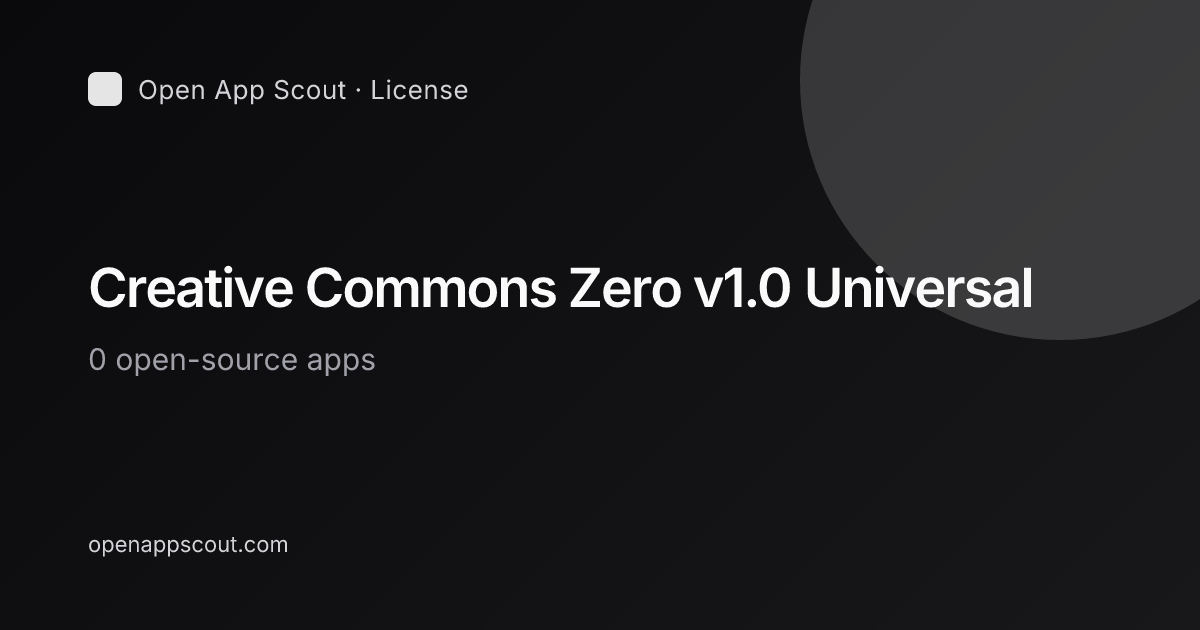 Open App Scout · License
Creative Commons Zero v1.0 Universal
0 open-source apps
openappscout.com